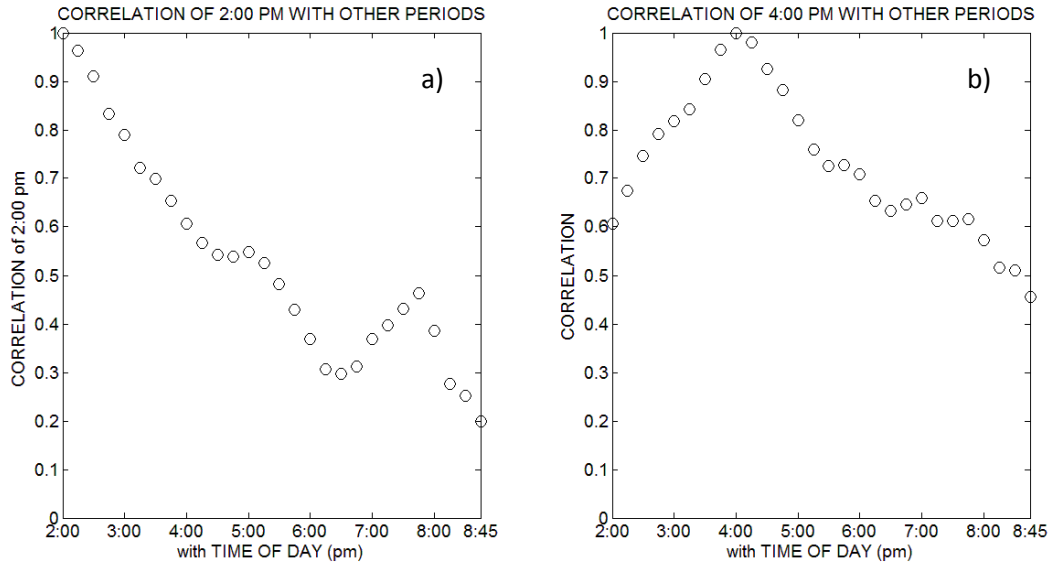 CORRELATION OF 2:00 PM WITH OTHER PERIODS
a)
CORRELATION of 2:00 pm
1
0.9
0.8
0.7
0.6
0.5
0.4
0.3
0.2
0.1
0
2:00 3:00 4:00 5:00 6:00 7:00 8:00 8:45
with TIME OF DAY (pm)
CORRELATION OF 4:00 PM WITH OTHER PERIODS
b)
CORRELATION
1
0.9
0.8
0.7
0.6
0.5
0.4
0.3
0.2
0.1
0
2:00 3:00 4:00 5:00 6:00 7:00 8:00 8:45
with TIME OF DAY (pm)